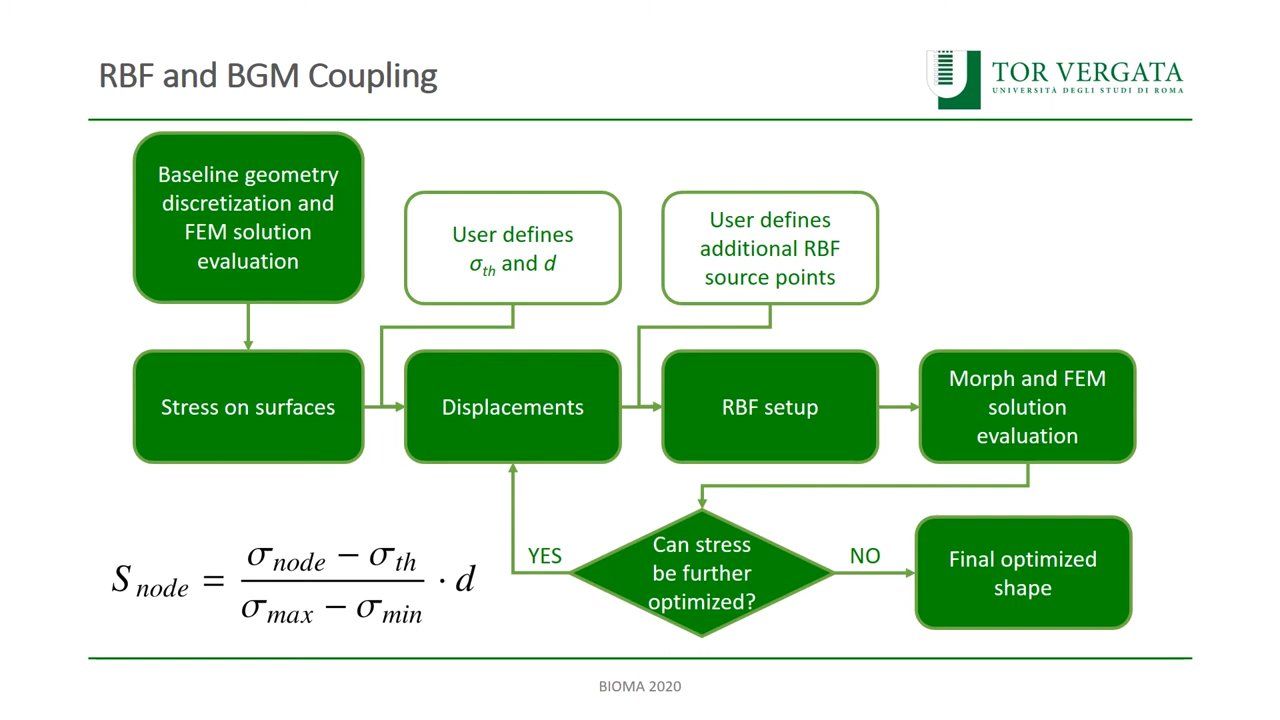 RBF and BGM Coupling
TOR VERGATA
UNIVERSITÀ DEGLI STUDI DI ROMA
Baseline geometry
discretization and
FEM solution
evaluation
User defines
σth and d
User defines
additional RBF
source points
Stress on surfaces
Displacements
RBF setup
Morph and FEM
solution
evaluation
YES
Can stress
be further
optimized?
NO
Final optimized
shape
Snode = (σnode − σth) / (σmax − σmin) · d
BIOMA 2020